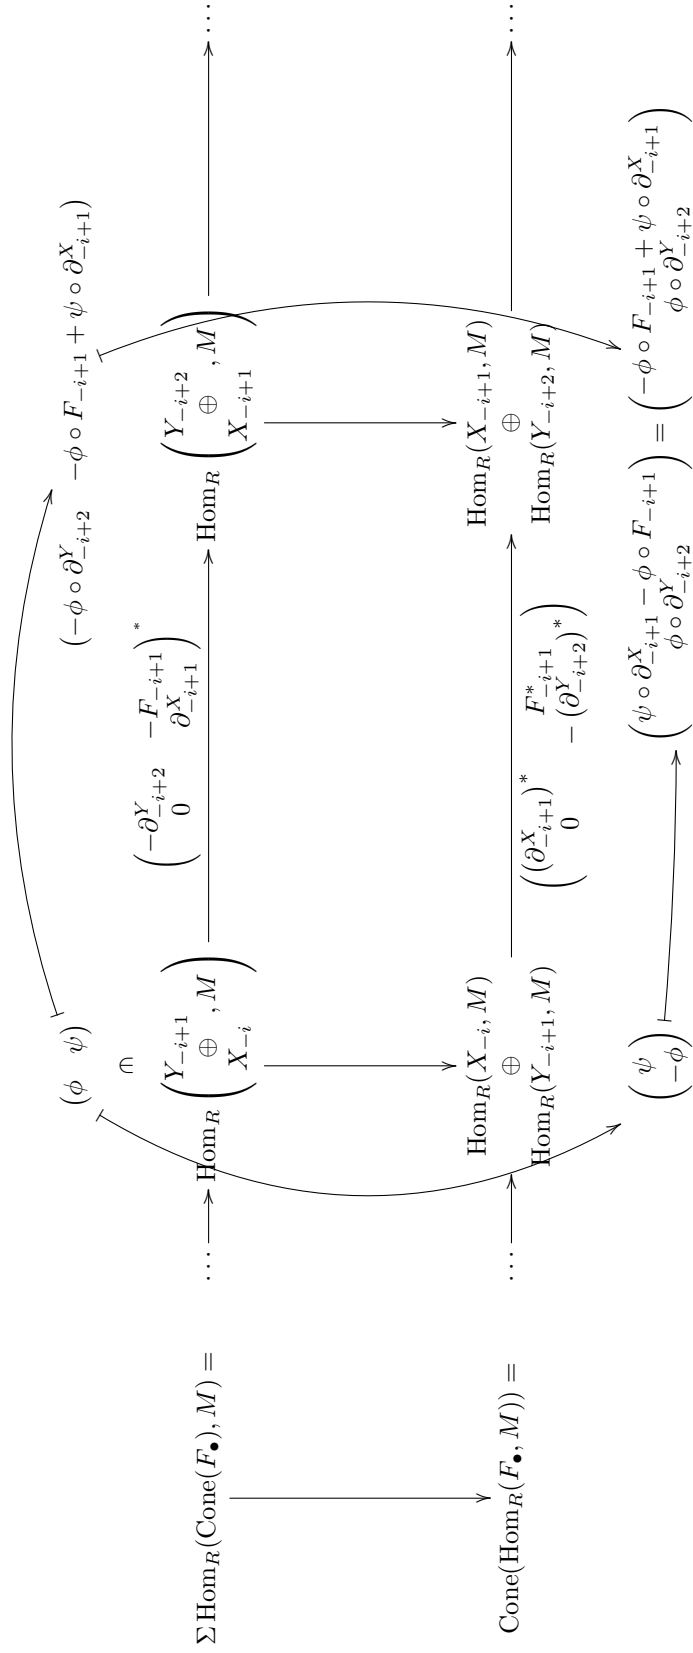 (ϕ ψ) (−ϕ ∘ ∂^Y_{−i+2} −ϕ ∘ F_{−i+1} + ψ ∘ ∂^X_{−i+1})
∈
( −∂^Y_{−i+2} −F_{−i+1} ; 0 ∂^X_{−i+1} )^*
Σ Hom_R(Cone(F_•), M) = ⋯ Hom_R ( Y_{−i+1} ⊕ X_{−i} , M ) Hom_R ( Y_{−i+2} ⊕ X_{−i+1} , M ) ⋯
Cone(Hom_R(F_•, M)) = ⋯ Hom_R(X_{−i}, M) ⊕ Hom_R(Y_{−i+1}, M) Hom_R(X_{−i+1}, M) ⊕ Hom_R(Y_{−i+2}, M) ⋯
( (∂^X_{−i+1})^* F^*_{−i+1} ; 0 −(∂^Y_{−i+2})^* )
( ψ ; −ϕ ) ( ψ ∘ ∂^X_{−i+1} − ϕ ∘ F_{−i+1} ; ϕ ∘ ∂^Y_{−i+2} ) = ( −ϕ ∘ F_{−i+1} + ψ ∘ ∂^X_{−i+1} ; ϕ ∘ ∂^Y_{−i+2} )